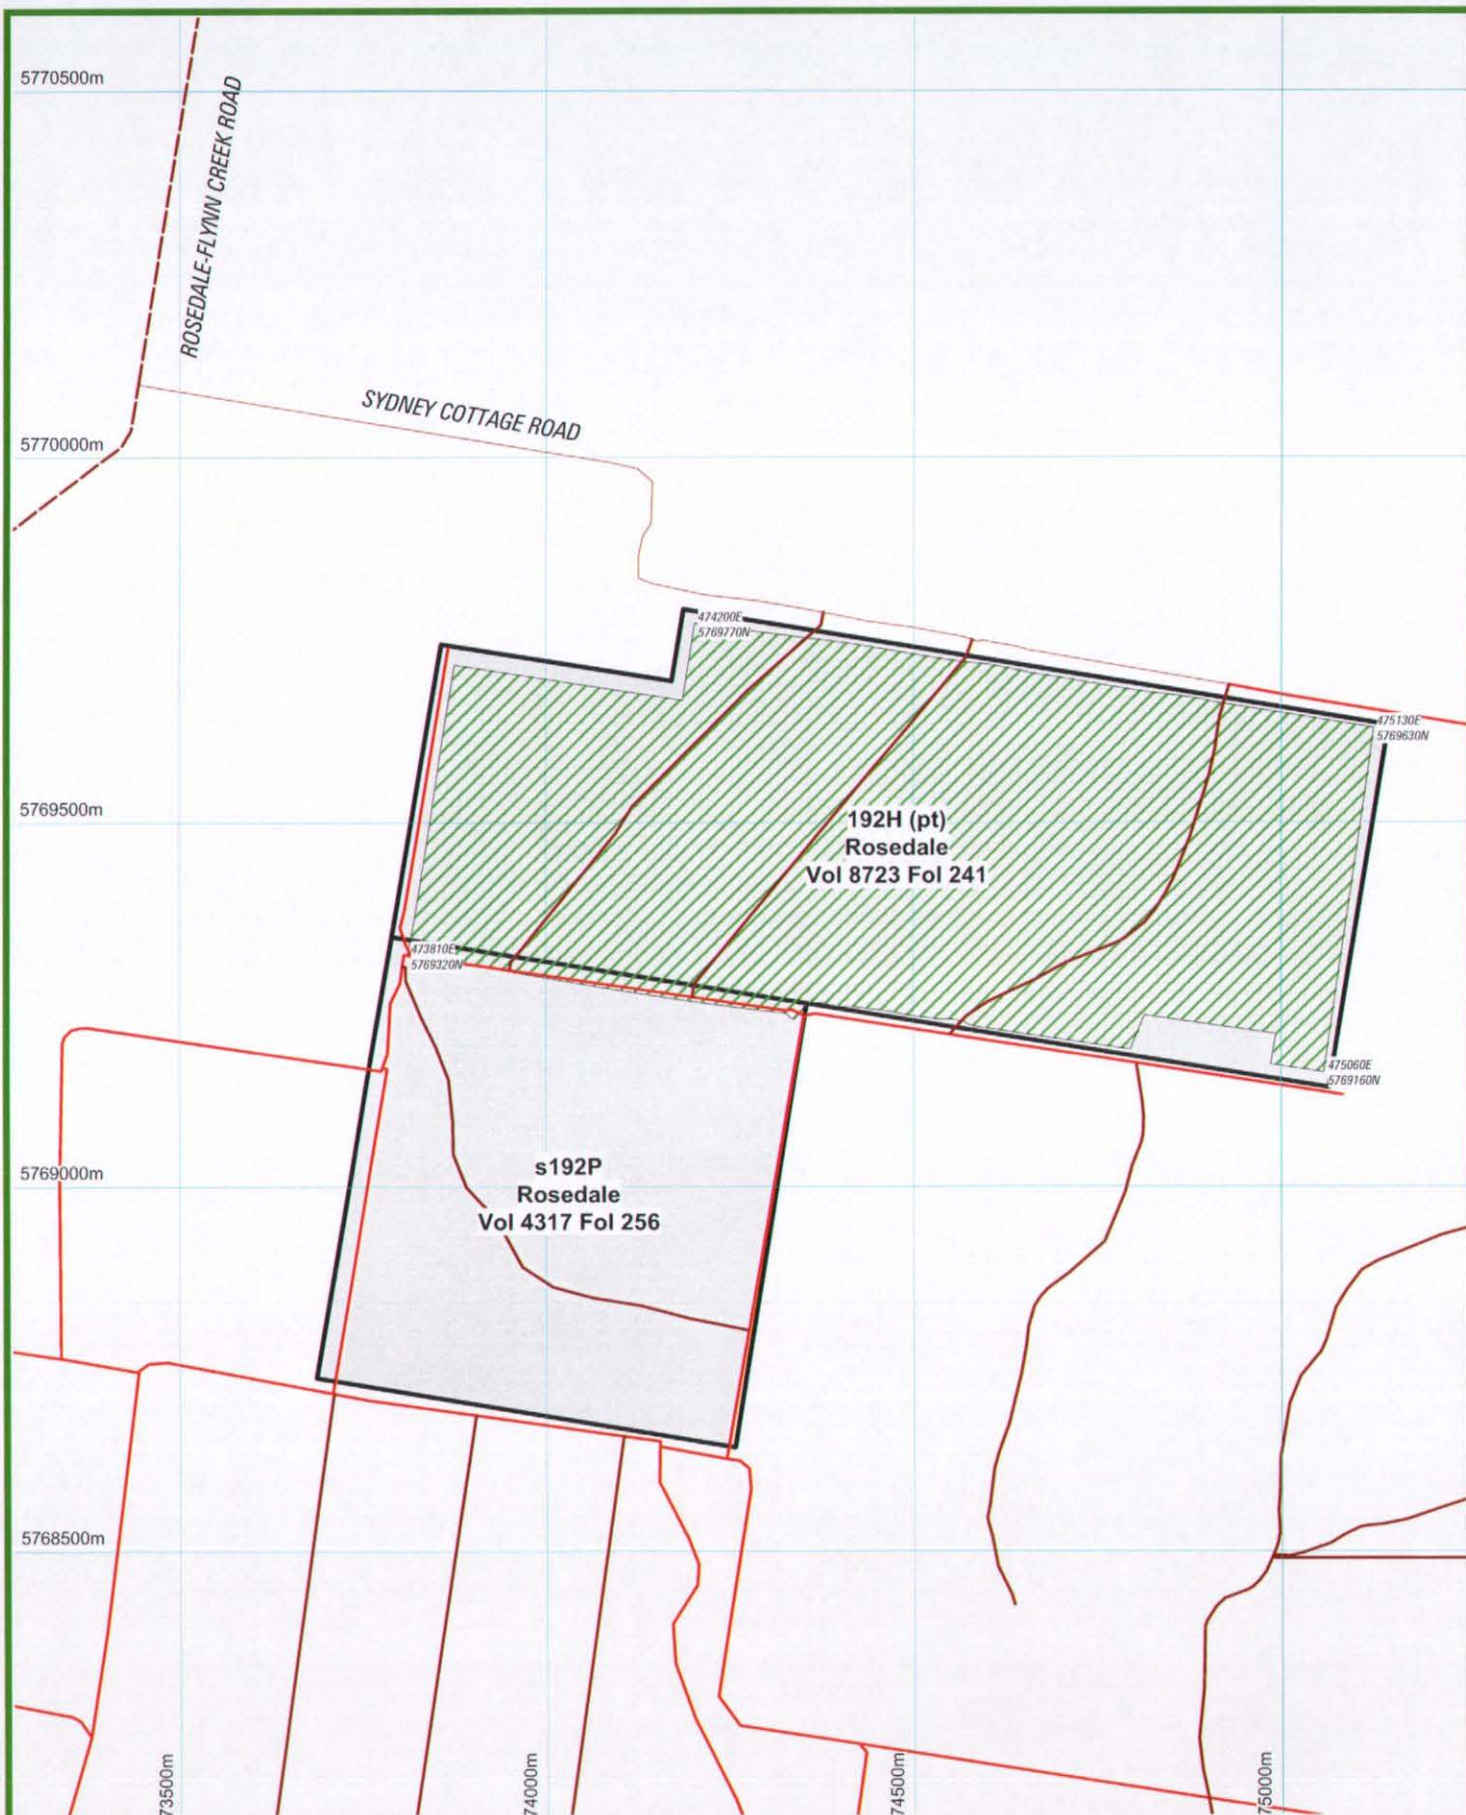 5770500m
ROSEDALE-FLYNN CREEK ROAD
SYDNEY COTTAGE ROAD
5770000m
474200E
5769770N
475130E
5769630N
5769500m
192H (pt)
Rosedale
Vol 8723 Fol 241
473810E
5769320N
475060E
5769160N
5769000m
s192P
Rosedale
Vol 4317 Fol 256
5768500m
73500m
74000m
74500m
75000m